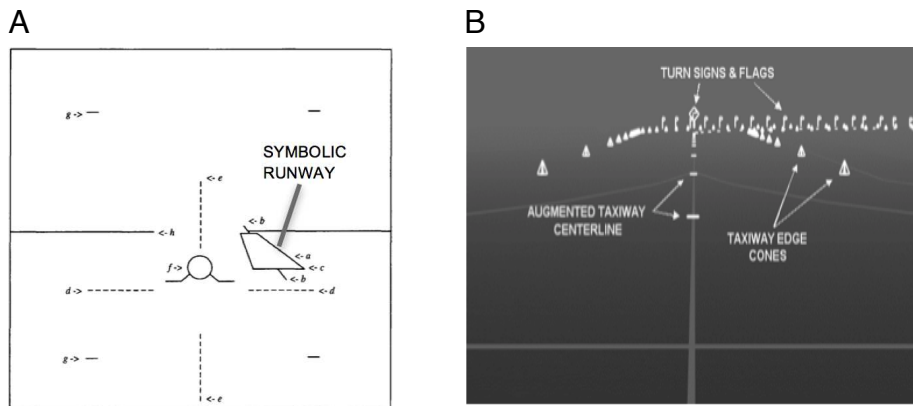 A
B
g->
SYMBOLIC
RUNWAY
<- e
<- b
<- h
<- a
f->
<- c
<- b
d->
<- d
g->
<- e
TURN SIGNS & FLAGS
AUGMENTED TAXIWAY
CENTERLINE
TAXIWAY EDGE
CONES